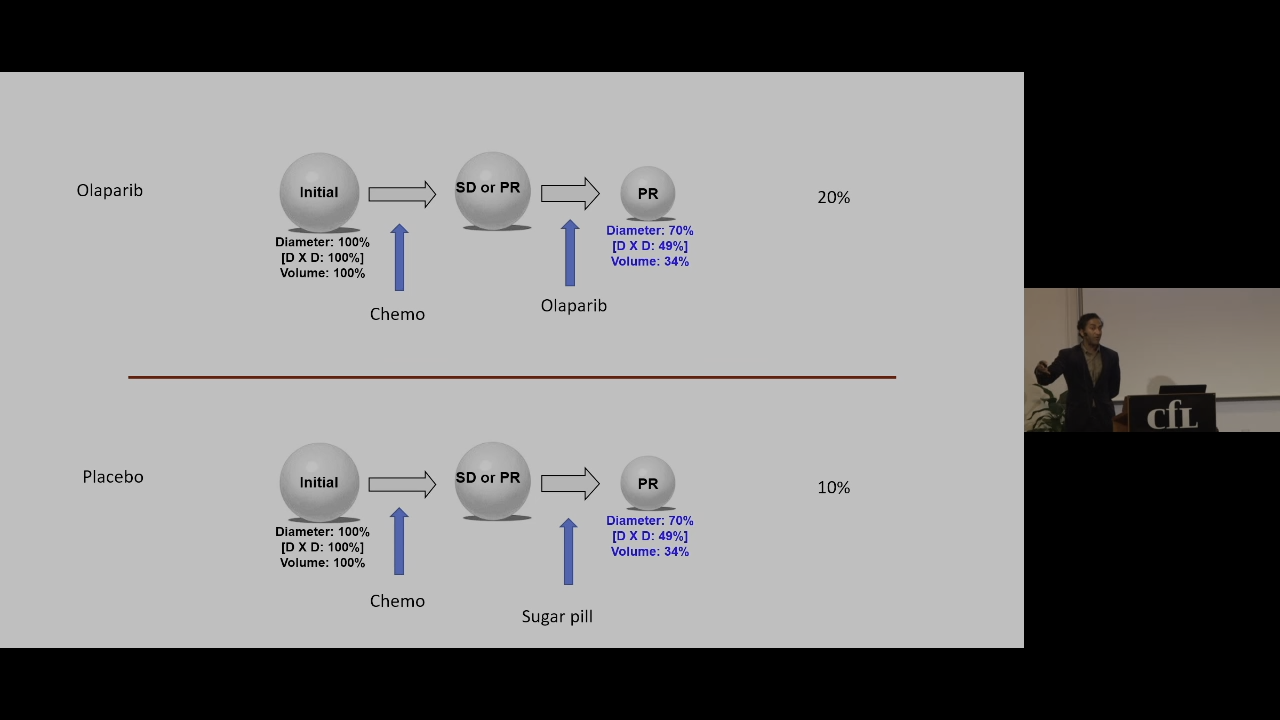 Olaparib
Initial
SD or PR
PR
20%
Diameter: 100%
[D X D: 100%]
Volume: 100%
Diameter: 70%
[D X D: 49%]
Volume: 34%
Chemo
Olaparib
cfL
Placebo
Initial
SD or PR
PR
10%
Diameter: 100%
[D X D: 100%]
Volume: 100%
Diameter: 70%
[D X D: 49%]
Volume: 34%
Chemo
Sugar pill